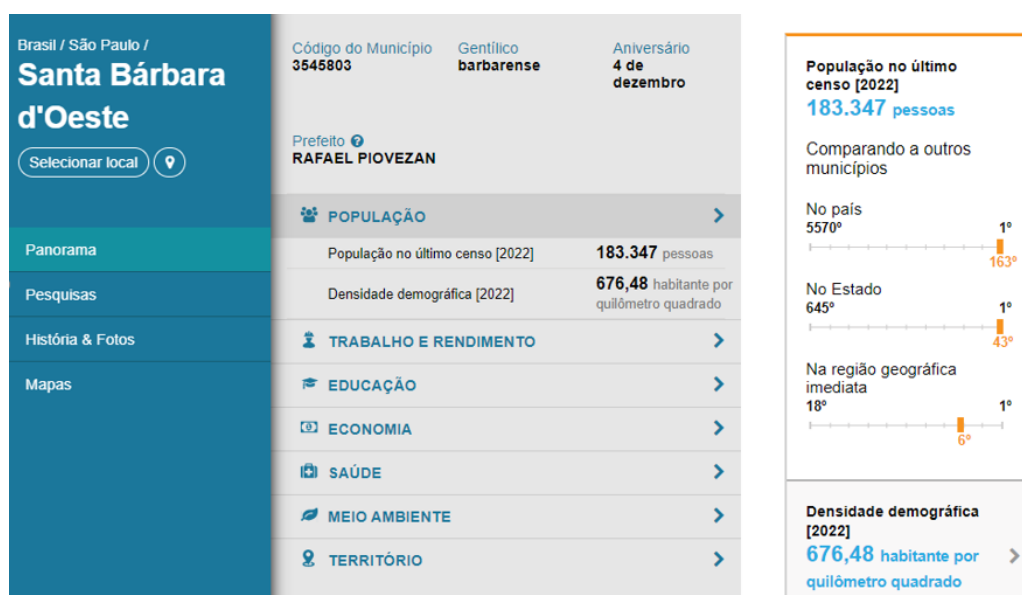 Brasil / São Paulo /
Santa Bárbara
d'Oeste
Selecionar local
Panorama
Pesquisas
História & Fotos
Mapas
Código do Município Gentílico Aniversário
3545803 barbarense 4 de
dezembro
Prefeito
RAFAEL PIOVEZAN
POPULAÇÃO
População no último censo [2022] 183.347 pessoas
Densidade demográfica [2022] 676,48 habitante por
quilômetro quadrado
TRABALHO E RENDIMENTO
EDUCAÇÃO
ECONOMIA
SAÚDE
MEIO AMBIENTE
TERRITÓRIO
População no último
censo [2022]
183.347 pessoas
Comparando a outros
municípios
No país
5570º 1º
163º
No Estado
645º 1º
43º
Na região geográfica
imediata
18º 1º
6º
Densidade demográfica
[2022]
676,48 habitante por
quilômetro quadrado